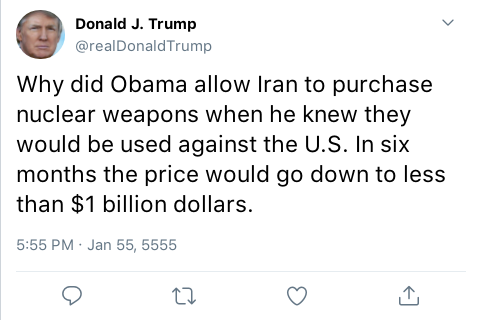 Donald J. Trump
@realDonaldTrump
Why did Obama allow Iran to purchase
nuclear weapons when he knew they
would be used against the U.S. In six
months the price would go down to less
than $1 billion dollars.
5:55 PM · Jan 55, 5555